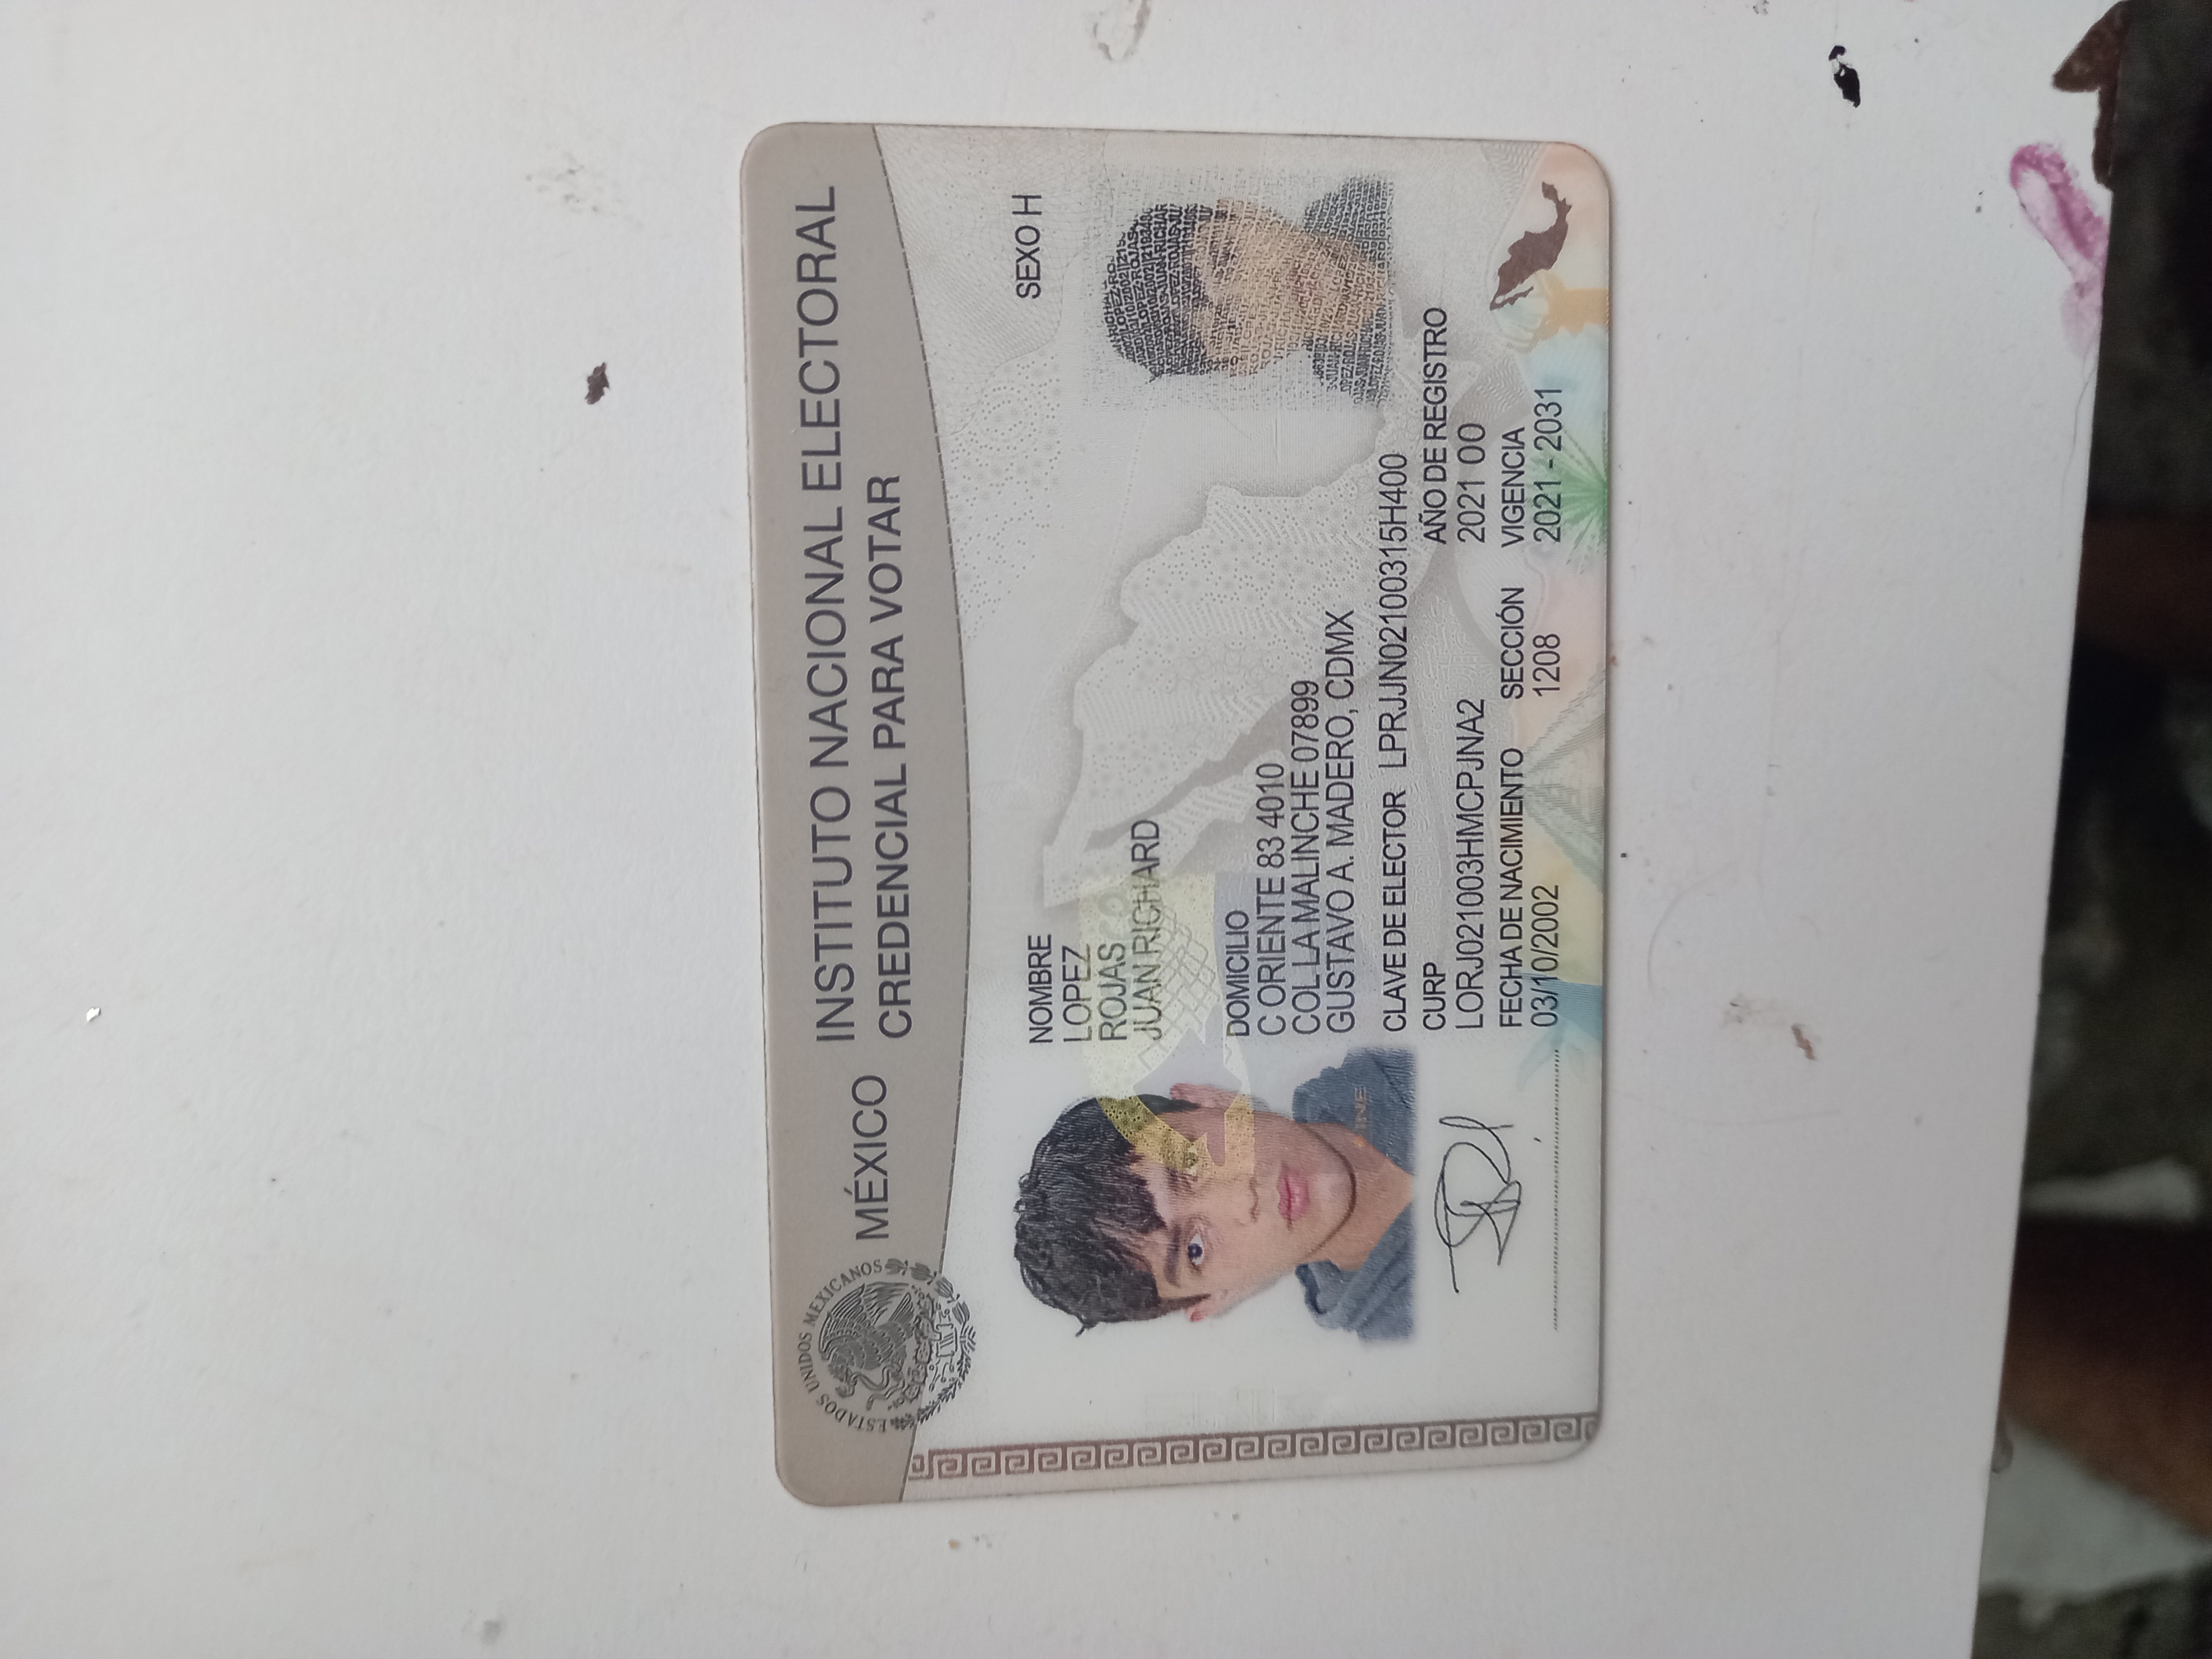 ESTADOS UNIDOS MEXICANOS
MÉXICO INSTITUTO NACIONAL ELECTORAL
CREDENCIAL PARA VOTAR
NOMBRE
LOPEZ
ROJAS
JUAN RICHARD
SEXO H
DOMICILIO
C ORIENTE 83 4010
COL LA MALINCHE 07899
GUSTAVO A. MADERO, CDMX
CLAVE DE ELECTOR LPRJJN02100315H400
CURP
LORJ021003HMCPJNA2
AÑO DE REGISTRO
2021 00
FECHA DE NACIMIENTO
03/10/2002
SECCIÓN
1208
VIGENCIA
2021 - 2031
INE